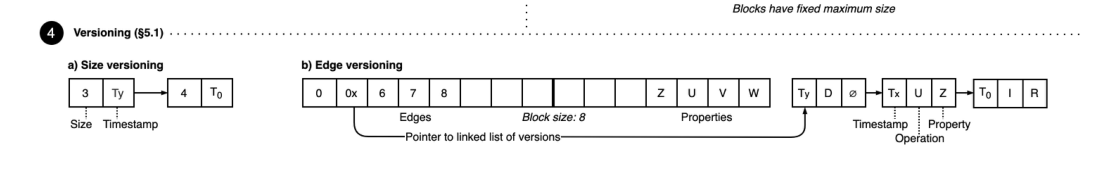 Blocks have fixed maximum size
4 Versioning (§5.1)
a) Size versioning
b) Edge versioning
3 Ty 4 T0
0 0x 6 7 8 Z U V W Ty D ∅ Tx U Z T0 I R
Size Timestamp
Edges Block size: 8 Properties
Timestamp Property
Operation
Pointer to linked list of versions